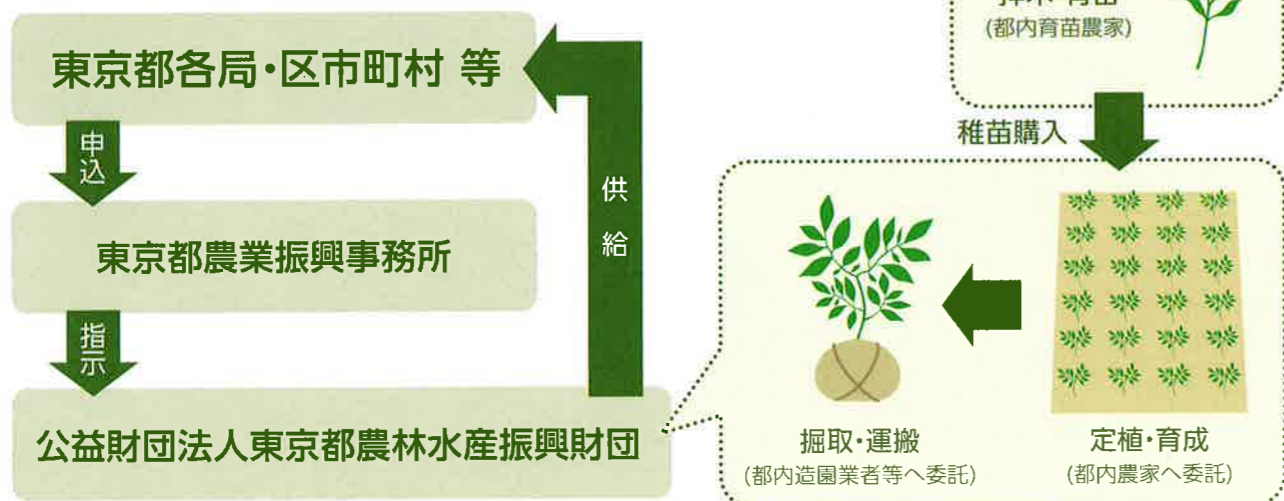 東京都各局・区市町村 等
申込
東京都農業振興事務所
指示
公益財団法人東京都農林水産振興財団
供給
(都内育苗農家)
稚苗購入
掘取・運搬
(都内造園業者等へ委託)
定植・育成
(都内農家へ委託)